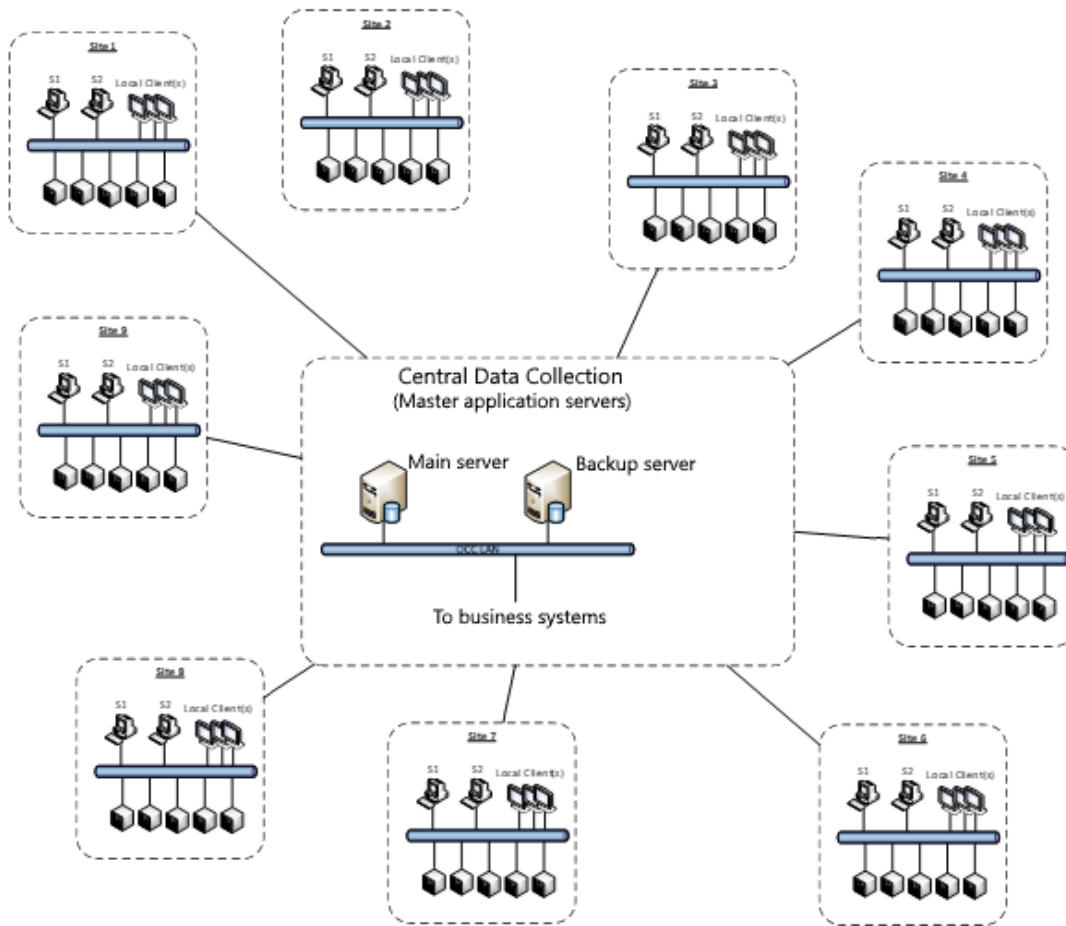 Site 1
S1 S2 Local Client(s)
Site 2
S1 S2 Local Client(s)
Site 3
S1 S2 Local Client(s)
Site 4
S1 S2 Local Client(s)
Site 9
S1 S2 Local Client(s)
Central Data Collection
(Master application servers)
Main server
Backup server
OCC LAN
To business systems
Site 5
S1 S2 Local Client(s)
Site 8
S1 S2 Local Client(s)
Site 7
S1 S2 Local Client(s)
Site 6
S1 S2 Local Client(s)